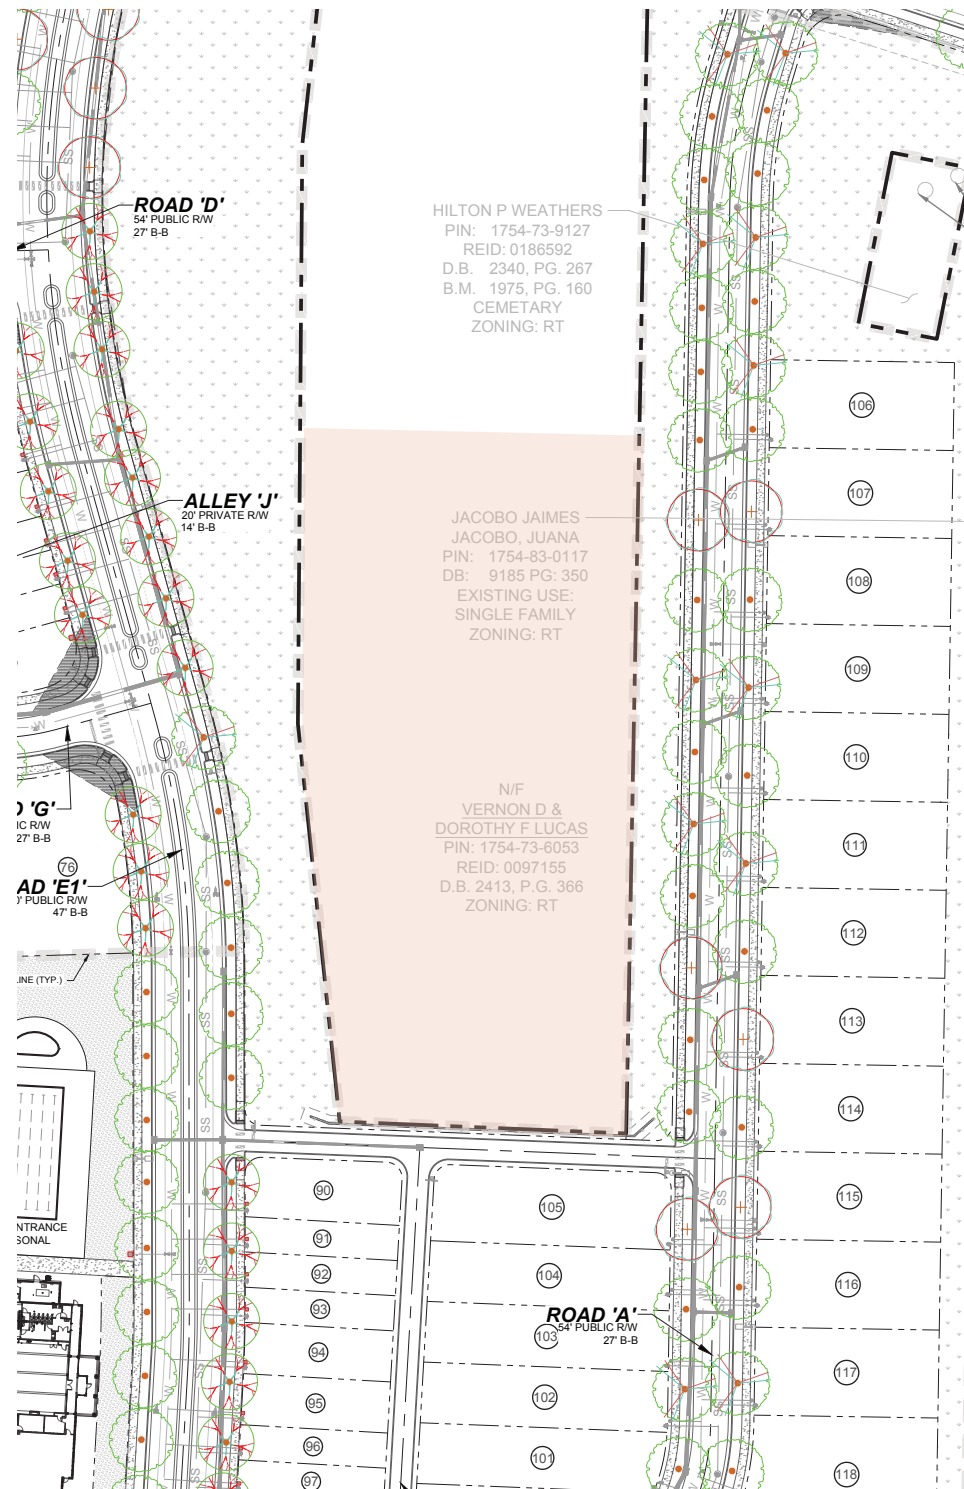 ROAD 'D'
54' PUBLIC R/W
27' B-B
HILTON P WEATHERS
PIN: 1754-73-9127
REID: 0186592
D.B. 2340, PG. 267
B.M. 1975, PG. 160
CEMETARY
ZONING: RT
ALLEY 'J'
20' PRIVATE R/W
14' B-B
JACOBO JAIMES
JACOBO, JUANA
PIN: 1754-83-0117
DB: 9185 PG: 350
EXISTING USE:
SINGLE FAMILY
ZONING: RT
N/F
VERNON D &
DOROTHY F LUCAS
PIN: 1754-73-6053
REID: 0097155
D.B. 2413, P.G. 366
ZONING: RT
D 'G'
IC R/W
27' B-B
76
AD 'E1'
' PUBLIC R/W
47' B-B
LINE (TYP.)
NTRANCE
SONAL
90
91
92
93
94
95
96
97
105
104
103
102
101
ROAD 'A'
54' PUBLIC R/W
27' B-B
106
107
108
109
110
111
112
113
114
115
116
117
118
W
SS